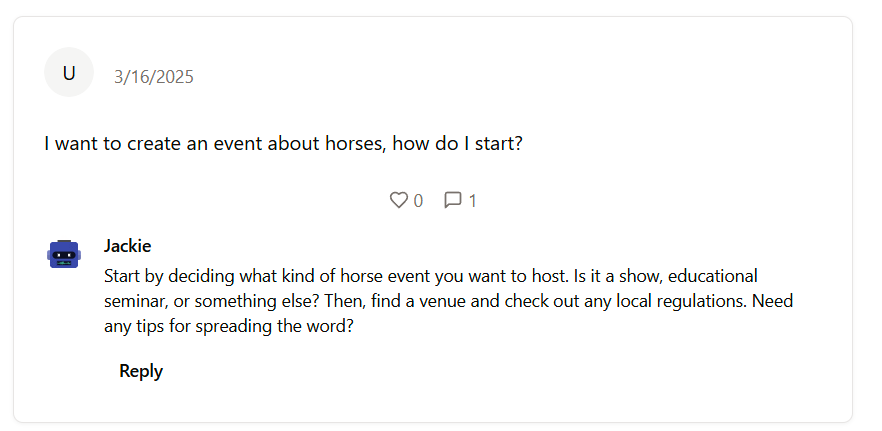 U
3/16/2025
I want to create an event about horses, how do I start?
0 1
Jackie
Start by deciding what kind of horse event you want to host. Is it a show, educational
seminar, or something else? Then, find a venue and check out any local regulations. Need
any tips for spreading the word?
Reply